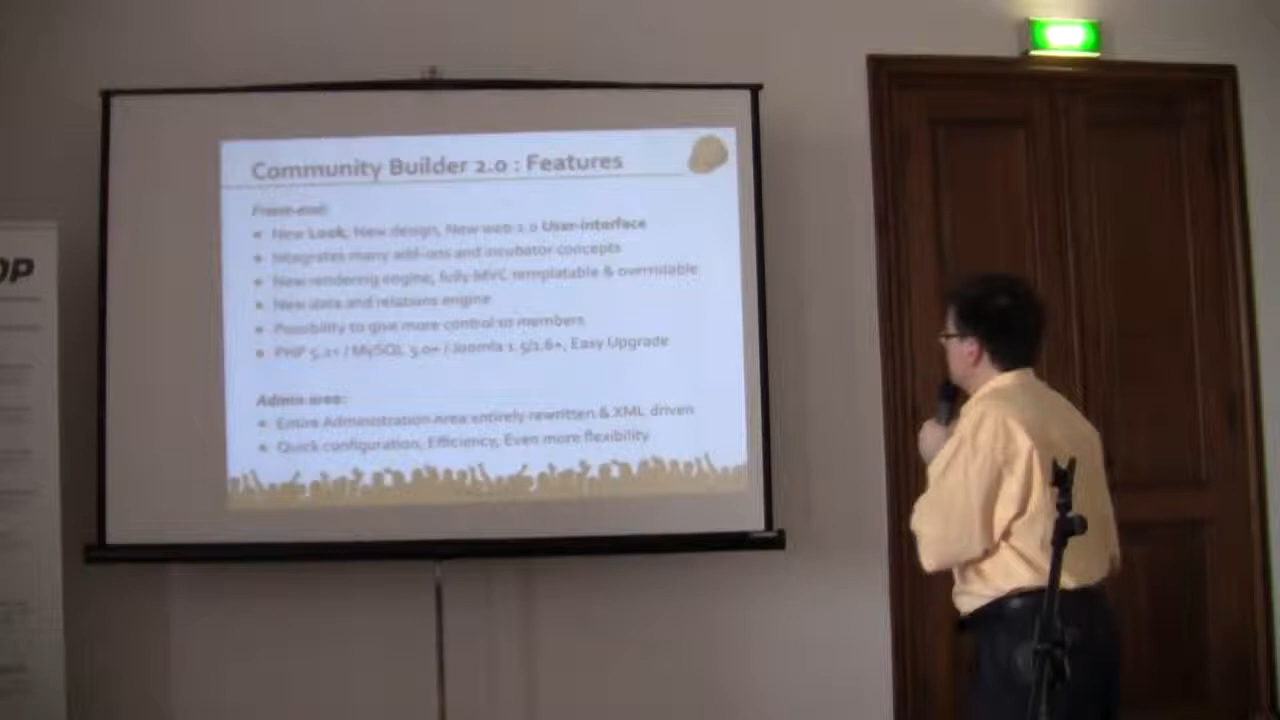 OP
Community Builder 2.0 : Features
Front-end:
New Look, New design, New web 2.0 User-interface
Integrates many add-ons and incubator concepts
New rendering engine, fully MVC templatable & overridable
New data and relations engine
Possibility to give more control to members
PHP 5.2+ / MySQL 5.0+ / Joomla 1.5/1.6+, Easy Upgrade
Admin area:
Entire Administration Area entirely rewritten & XML driven
Quick configuration, Efficiency, Even more flexibility